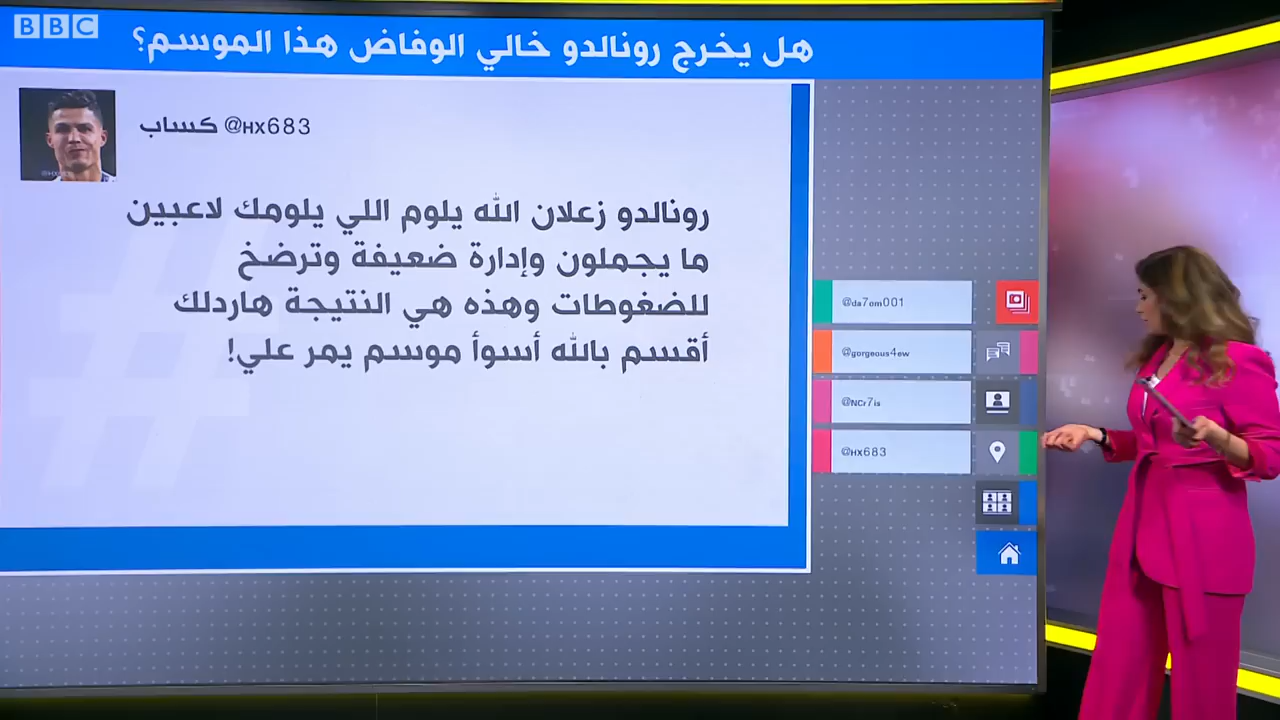 BBC
هل يخرج رونالدو خالي الوفاض هذا الموسم؟
كساب @HX683
رونالدو زعلان الله يلوم اللي يلومك لاعبين
ما يجملون وإدارة ضعيفة وترضخ
للضغوطات وهذه هي النتيجة هاردلك
أقسم بالله أسوأ موسم يمر علي!
@da7om001
@gorgeous4ew
@NCr7is
@HX683